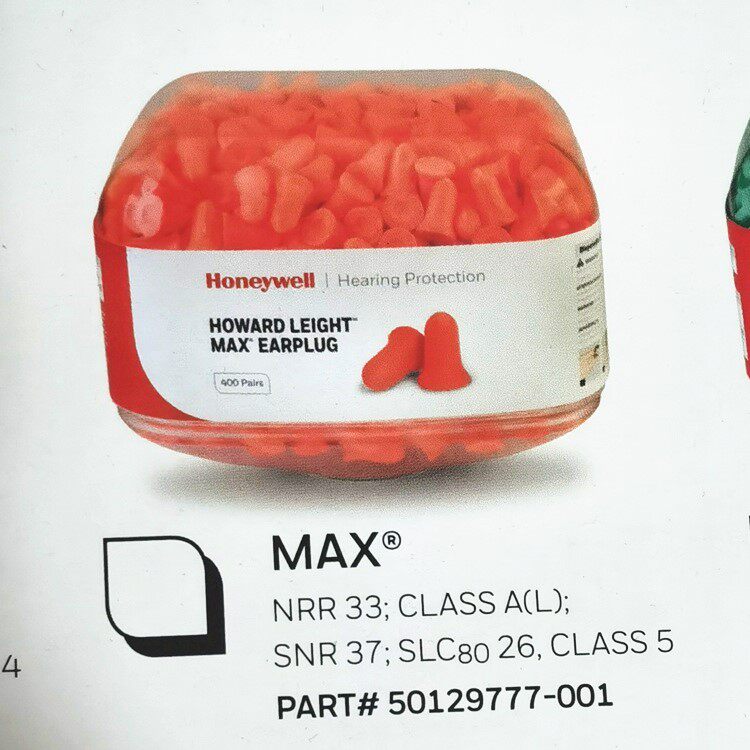 Honeywell | Hearing Protection
HOWARD LEIGHT™
MAX® EARPLUG
400 Pairs
MAX®
NRR 33; CLASS A(L);
SNR 37; SLC80 26, CLASS 5
PART# 50129777-001
4